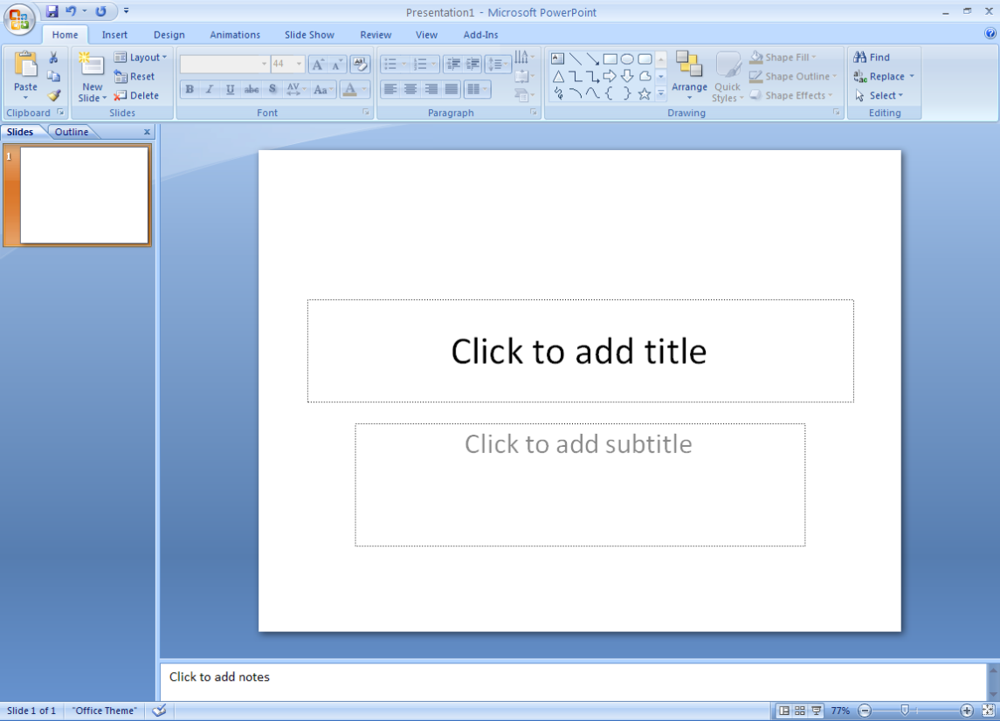 Presentation1 - Microsoft PowerPoint
Home Insert Design Animations Slide Show Review View Add-Ins
Paste
New
Slide
Layout
Reset
Delete
44
B I U abc S AV Aa A
Arrange
Quick
Styles
Shape Fill
Shape Outline
Shape Effects
Find
Replace
Select
Clipboard Slides Font Paragraph Drawing Editing
Slides Outline x
1
Click to add title
Click to add subtitle
Click to add notes
Slide 1 of 1 "Office Theme" 77%